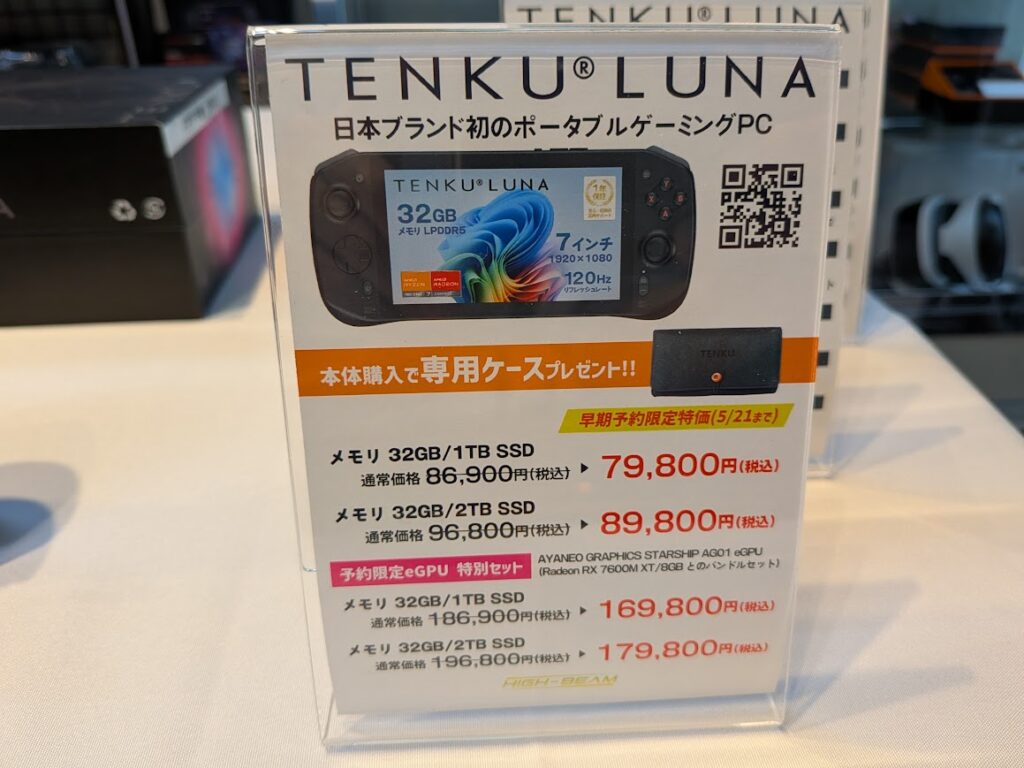 TENKU® LUNA
TENKU® LUNA
日本ブランド初のポータブルゲーミングPC
TENKU® LUNA
1年
保証
32GB
メモリ LPDDR5
7インチ
1920×1080
120Hz
リフレッシュレート
AMD
RYZEN
AMD
RADEON
Y
X
B
A
本体購入で専用ケースプレゼント!!
TENKU
早期予約限定特価(5/21まで)
メモリ 32GB/1TB SSD
通常価格 86,900円(税込) ▶ 79,800円(税込)
メモリ 32GB/2TB SSD
通常価格 96,800円(税込) ▶ 89,800円(税込)
予約限定eGPU 特別セット
AYANEO GRAPHICS STARSHIP AG01 eGPU
(Radeon RX 7600M XT/8GB とのバンドルセット)
メモリ 32GB/1TB SSD
通常価格 186,900円(税込) ▶ 169,800円(税込)
メモリ 32GB/2TB SSD
通常価格 196,800円(税込) ▶ 179,800円(税込)
HIGH-BEAM